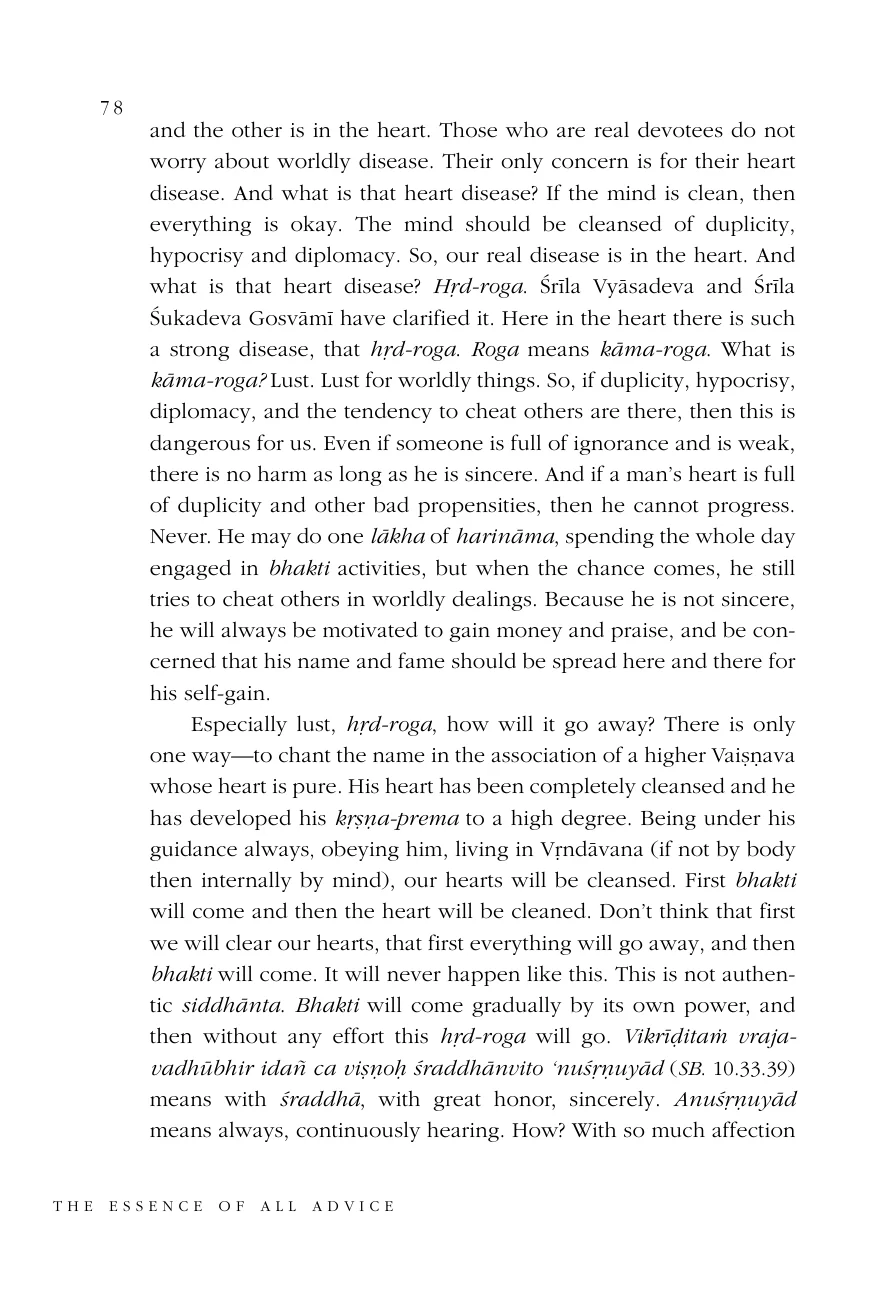 78
and the other is in the heart. Those who are real devotees do not
worry about worldly disease. Their only concern is for their heart
disease. And what is that heart disease? If the mind is clean, then
everything is okay. The mind should be cleansed of duplicity,
hypocrisy and diplomacy. So, our real disease is in the heart. And
what is that heart disease? Hṛd-roga. Śrīla Vyāsadeva and Śrīla
Śukadeva Gosvāmī have clarified it. Here in the heart there is such
a strong disease, that hṛd-roga. Roga means kāma-roga. What is
kāma-roga? Lust. Lust for worldly things. So, if duplicity, hypocrisy,
diplomacy, and the tendency to cheat others are there, then this is
dangerous for us. Even if someone is full of ignorance and is weak,
there is no harm as long as he is sincere. And if a man’s heart is full
of duplicity and other bad propensities, then he cannot progress.
Never. He may do one lākha of harināma, spending the whole day
engaged in bhakti activities, but when the chance comes, he still
tries to cheat others in worldly dealings. Because he is not sincere,
he will always be motivated to gain money and praise, and be con-
cerned that his name and fame should be spread here and there for
his self-gain.
Especially lust, hṛd-roga, how will it go away? There is only
one way—to chant the name in the association of a higher Vaiṣṇava
whose heart is pure. His heart has been completely cleansed and he
has developed his kṛṣṇa-prema to a high degree. Being under his
guidance always, obeying him, living in Vṛndāvana (if not by body
then internally by mind), our hearts will be cleansed. First bhakti
will come and then the heart will be cleaned. Don’t think that first
we will clear our hearts, that first everything will go away, and then
bhakti will come. It will never happen like this. This is not authen-
tic siddhānta. Bhakti will come gradually by its own power, and
then without any effort this hṛd-roga will go. Vikrīḍitaṁ vraja-
vadhūbhir idañ ca viṣṇoḥ śraddhānvito ‘nuśṛṇuyād (SB. 10.33.39)
means with śraddhā, with great honor, sincerely. Anuśṛṇuyād
means always, continuously hearing. How? With so much affection
THE ESSENCE OF ALL ADVICE